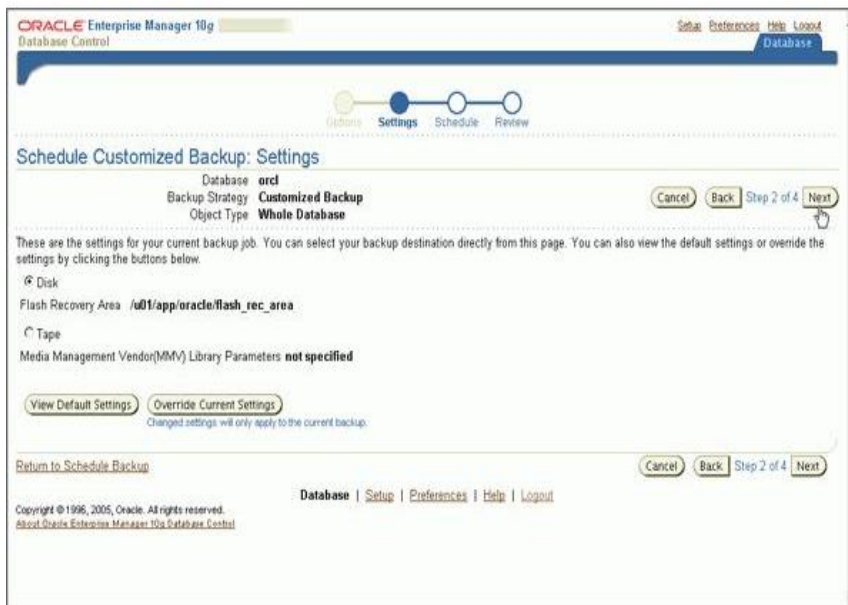 ORACLE Enterprise Manager 10g
Database Control
Setup Preferences Help Logout
Database
Options Settings Schedule Review
Schedule Customized Backup: Settings
Database orcl
Backup Strategy Customized Backup
Object Type Whole Database
Cancel Back Step 2 of 4 Next
These are the settings for your current backup job. You can select your backup destination directly from this page. You can also view the default settings or override the
settings by clicking the buttons below.
Disk
Flash Recovery Area /u01/app/oracle/flash_rec_area
Tape
Media Management Vendor(MMV) Library Parameters not specified
View Default Settings Override Current Settings
Changed settings will only apply to the current backup.
Return to Schedule Backup
Cancel Back Step 2 of 4 Next
Database | Setup | Preferences | Help | Logout
Copyright © 1996, 2005, Oracle. All rights reserved.
About Oracle Enterprise Manager 10g Database Control